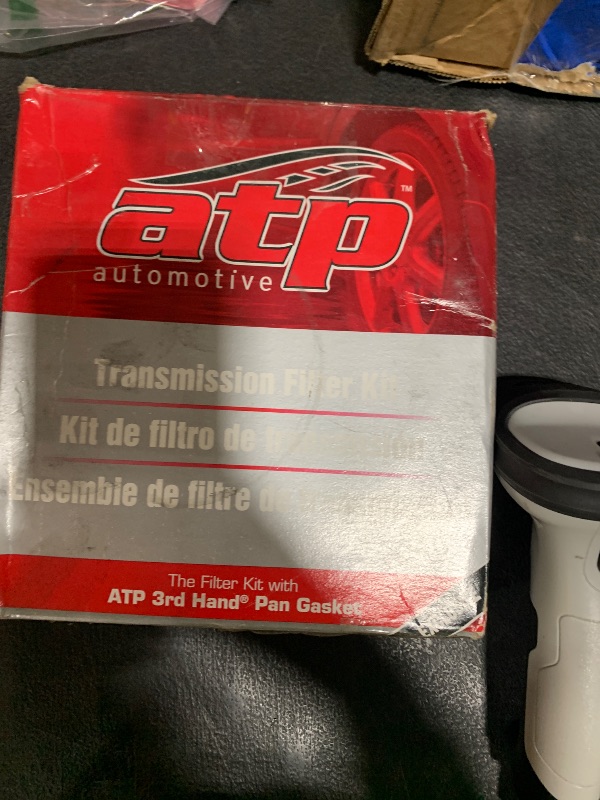 atp™
automotive
Transmission Filter Kit
Kit de filtro de
Ensemble de filtre de
The Filter Kit with
ATP 3rd Hand® Pan Gasket